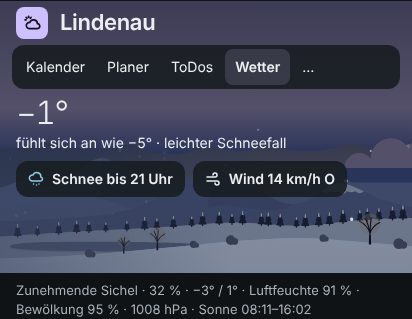 Lindenau
Kalender Planer ToDos Wetter ...
−1°
fühlt sich an wie −5° · leichter Schneefall
Schnee bis 21 Uhr Wind 14 km/h O
Zunehmende Sichel · 32 % · −3° / 1° · Luftfeuchte 91 % ·
Bewölkung 95 % · 1008 hPa · Sonne 08:11–16:02